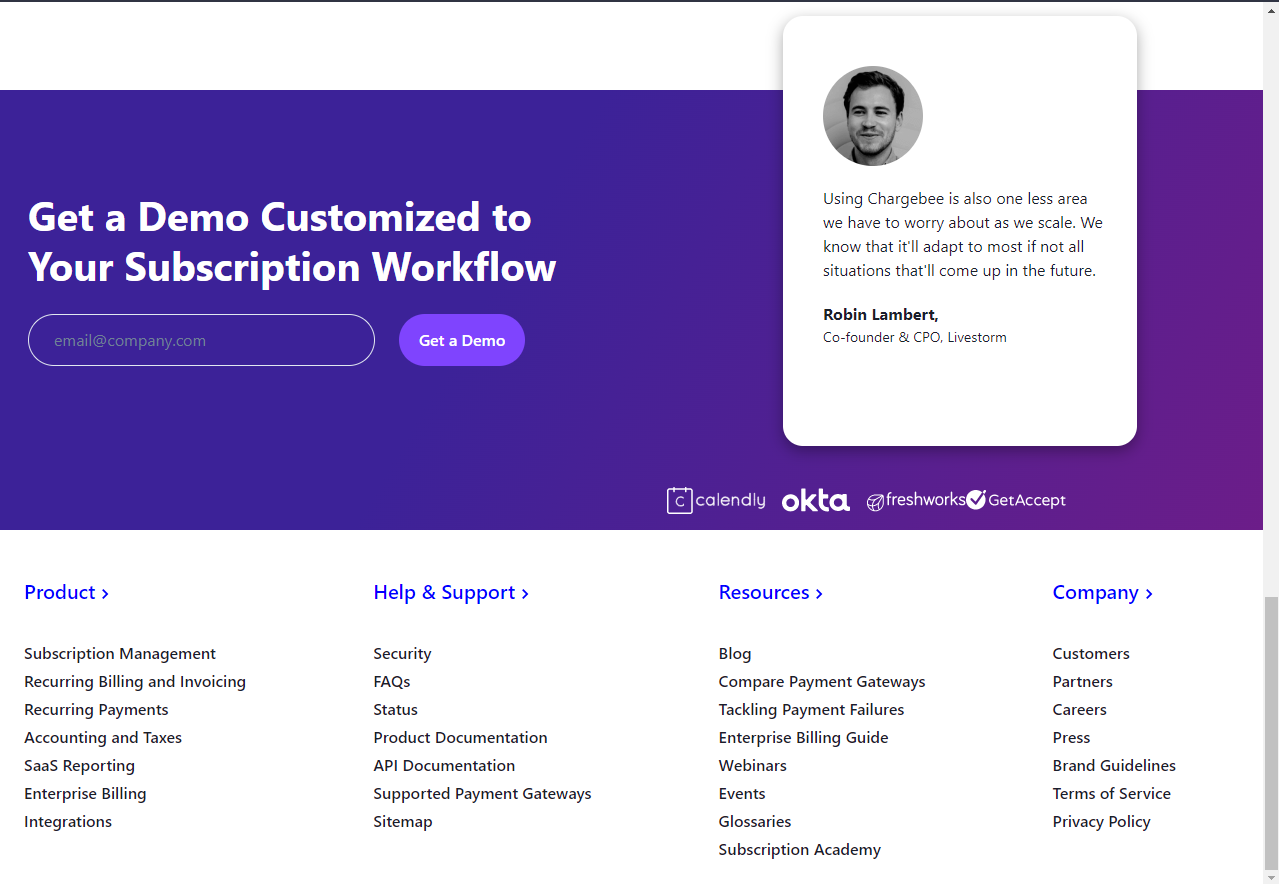 Using Chargebee is also one less area
we have to worry about as we scale. We
know that it'll adapt to most if not all
situations that'll come up in the future.
Robin Lambert,
Co-founder & CPO, Livestorm
Get a Demo Customized to
Your Subscription Workflow
email@company.com
Get a Demo
C calendly okta freshworks GetAccept
Product ›
Subscription Management
Recurring Billing and Invoicing
Recurring Payments
Accounting and Taxes
SaaS Reporting
Enterprise Billing
Integrations
Help & Support ›
Security
FAQs
Status
Product Documentation
API Documentation
Supported Payment Gateways
Sitemap
Resources ›
Blog
Compare Payment Gateways
Tackling Payment Failures
Enterprise Billing Guide
Webinars
Events
Glossaries
Subscription Academy
Company ›
Customers
Partners
Careers
Press
Brand Guidelines
Terms of Service
Privacy Policy